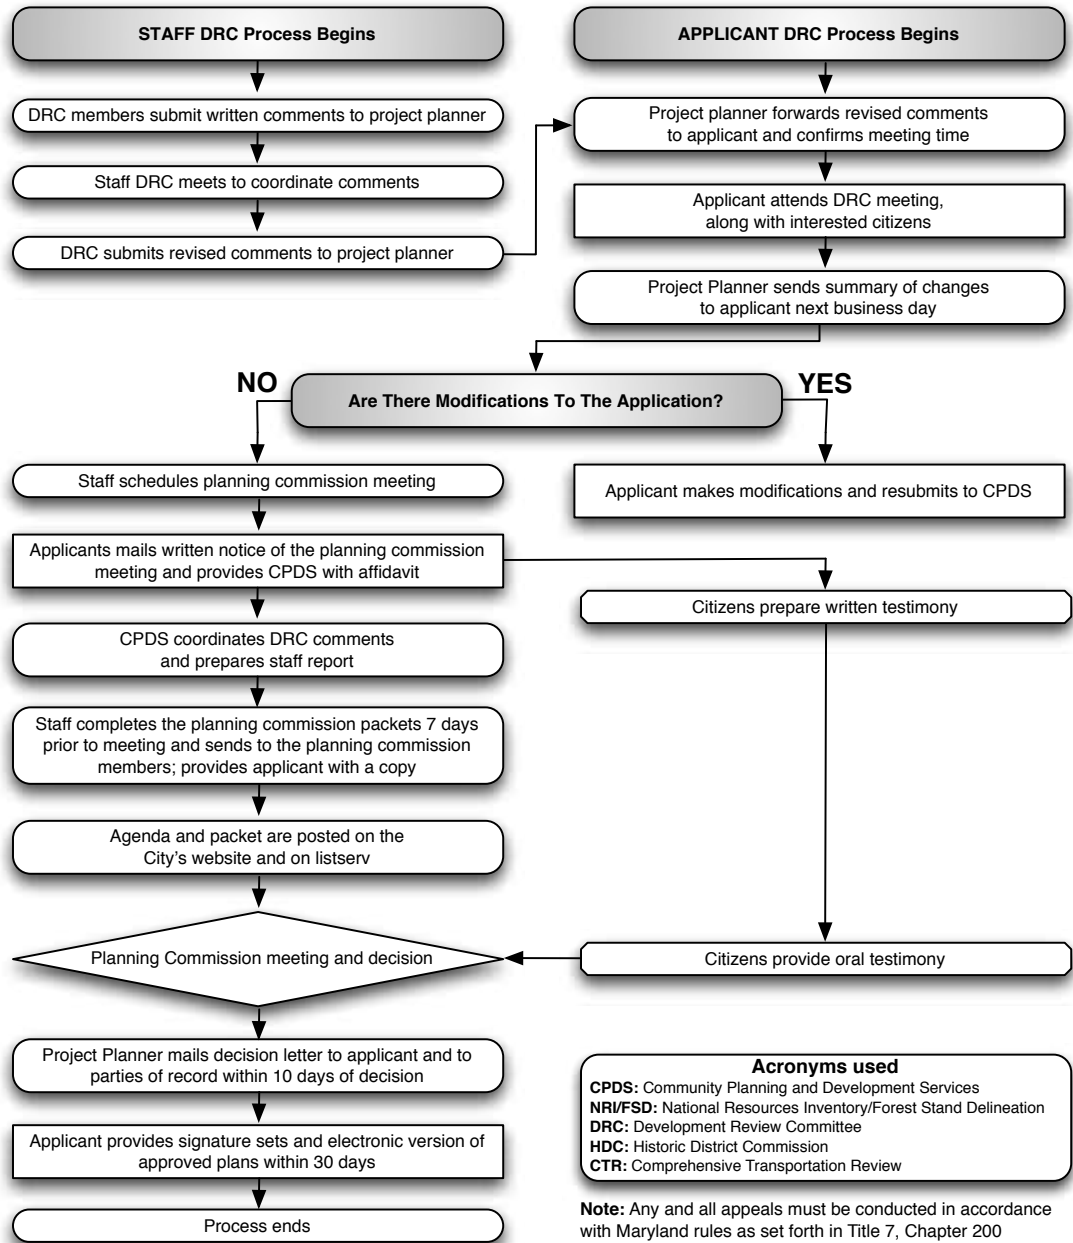 STAFF DRC Process Begins
DRC members submit written comments to project planner
Staff DRC meets to coordinate comments
DRC submits revised comments to project planner
APPLICANT DRC Process Begins
Project planner forwards revised comments
to applicant and confirms meeting time
Applicant attends DRC meeting,
along with interested citizens
Project Planner sends summary of changes
to applicant next business day
Are There Modifications To The Application?
NO
YES
Staff schedules planning commission meeting
Applicant makes modifications and resubmits to CPDS
Applicants mails written notice of the planning commission
meeting and provides CPDS with affidavit
Citizens prepare written testimony
CPDS coordinates DRC comments
and prepares staff report
Staff completes the planning commission packets 7 days
prior to meeting and sends to the planning commission
members; provides applicant with a copy
Agenda and packet are posted on the
City's website and on listserv
Planning Commission meeting and decision
Citizens provide oral testimony
Project Planner mails decision letter to applicant and to
parties of record within 10 days of decision
Applicant provides signature sets and electronic version of
approved plans within 30 days
Process ends
Acronyms used
CPDS: Community Planning and Development Services
NRI/FSD: National Resources Inventory/Forest Stand Delineation
DRC: Development Review Committee
HDC: Historic District Commission
CTR: Comprehensive Transportation Review
Note: Any and all appeals must be conducted in accordance
with Maryland rules as set forth in Title 7, Chapter 200